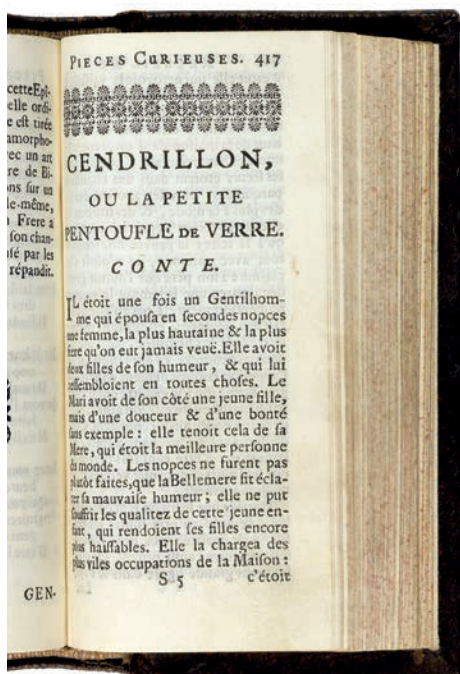 cetteEpi-
elle ordi-
e est tirée
amorpho-
vec un art
re de Bi-
ons sur un
le-même,
Frere a
son chan-
sé par les
répandit.
GEN-
PIECES CURIEUSES. 417
CENDRILLON,
OU LA PETITE
PENTOUFLE DE VERRE.
CONTE.
IL étoit une fois un Gentilhom-
me qui épousa en secondes nopces
une femme, la plus hautaine & la plus
fiere qu'on eut jamais veuë. Elle avoit
deux filles de son humeur, & qui lui
ressembloient en toutes choses. Le
Mari avoit de son côté une jeune fille,
mais d'une douceur & d'une bonté
sans exemple : elle tenoit cela de sa
Mere, qui étoit la meilleure personne
du monde. Les nopces ne furent pas
plutôt faites, que la Bellemere fit écla-
ter sa mauvaise humeur ; elle ne put
souffrir les qualitez de cette jeune en-
fant, qui rendoient ses filles encore
plus haïssables. Elle la chargea des
plus viles occupations de la Maison :
S 5 c'étoit